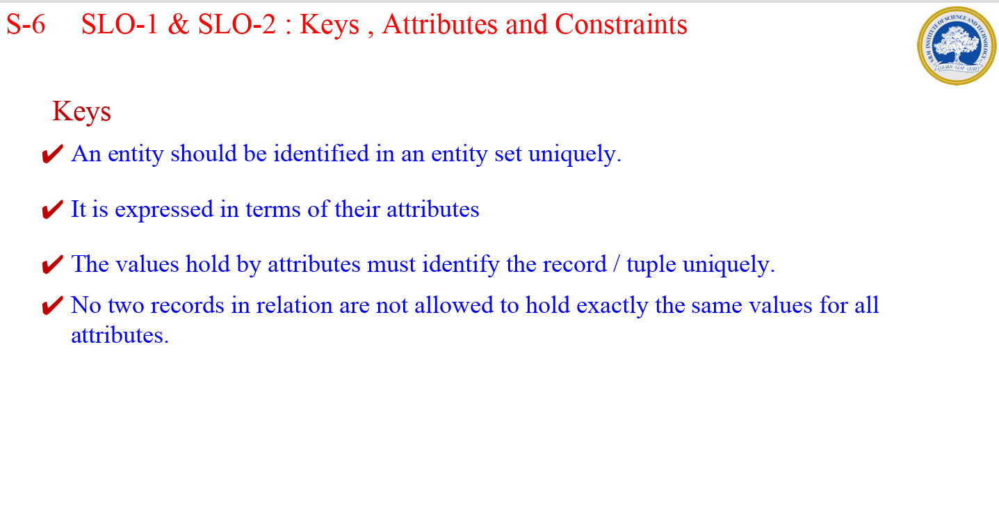 S-6 SLO-1 & SLO-2 : Keys , Attributes and Constraints
SRM INSTITUTE OF SCIENCE AND TECHNOLOGY
LEARN - LEAP - LEAD
Keys
✔ An entity should be identified in an entity set uniquely.
✔ It is expressed in terms of their attributes
✔ The values hold by attributes must identify the record / tuple uniquely.
✔ No two records in relation are not allowed to hold exactly the same values for all
attributes.